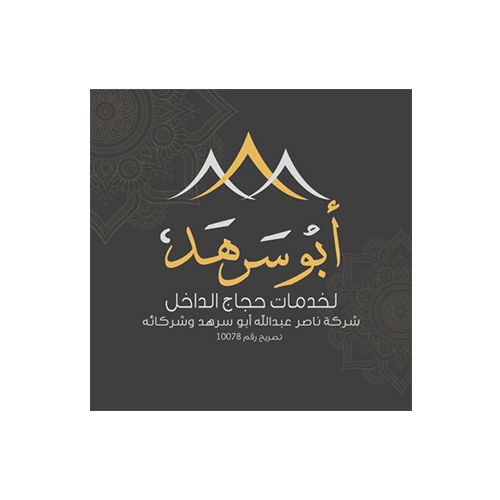 أبو سرهد
لخدمات حجاج الداخل
شركة ناصر عبدالله أبو سرهد وشركائه
تصريح رقم 10078